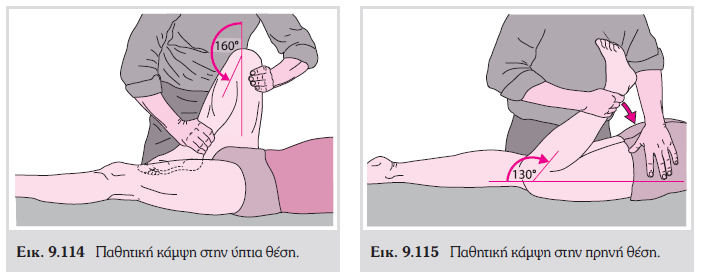 160°
130°
Εικ. 9.114 Παθητική κάμψη στην ύπτια θέση.
Εικ. 9.115 Παθητική κάμψη στην πρηνή θέση.